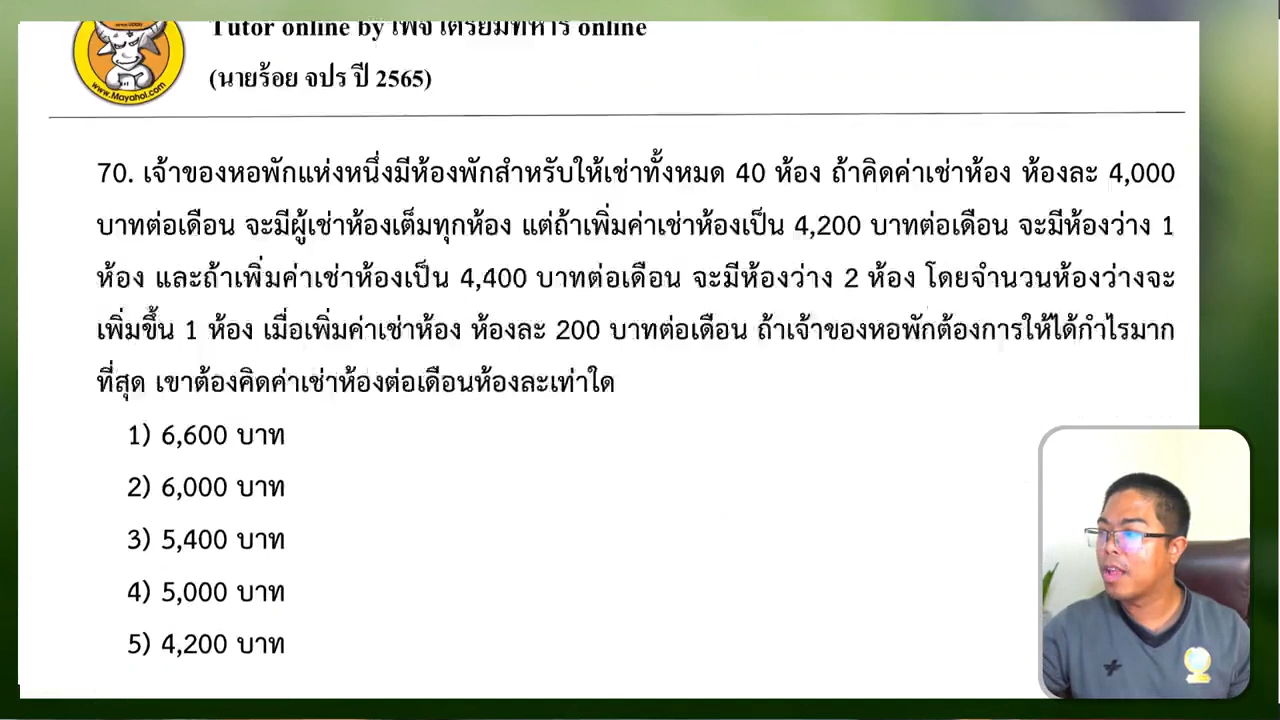 Tutor online by เพจ เตรียมทหาร online
(นายร้อย จปร ปี 2565)
www.Mayahol.com
70. เจ้าของหอพักแห่งหนึ่งมีห้องพักสำหรับให้เช่าทั้งหมด 40 ห้อง ถ้าคิดค่าเช่าห้อง ห้องละ 4,000
บาทต่อเดือน จะมีผู้เช่าห้องเต็มทุกห้อง แต่ถ้าเพิ่มค่าเช่าห้องเป็น 4,200 บาทต่อเดือน จะมีห้องว่าง 1
ห้อง และถ้าเพิ่มค่าเช่าห้องเป็น 4,400 บาทต่อเดือน จะมีห้องว่าง 2 ห้อง โดยจำนวนห้องว่างจะ
เพิ่มขึ้น 1 ห้อง เมื่อเพิ่มค่าเช่าห้อง ห้องละ 200 บาทต่อเดือน ถ้าเจ้าของหอพักต้องการให้ได้กำไรมาก
ที่สุด เขาต้องคิดค่าเช่าห้องต่อเดือนห้องละเท่าใด
1) 6,600 บาท
2) 6,000 บาท
3) 5,400 บาท
4) 5,000 บาท
5) 4,200 บาท